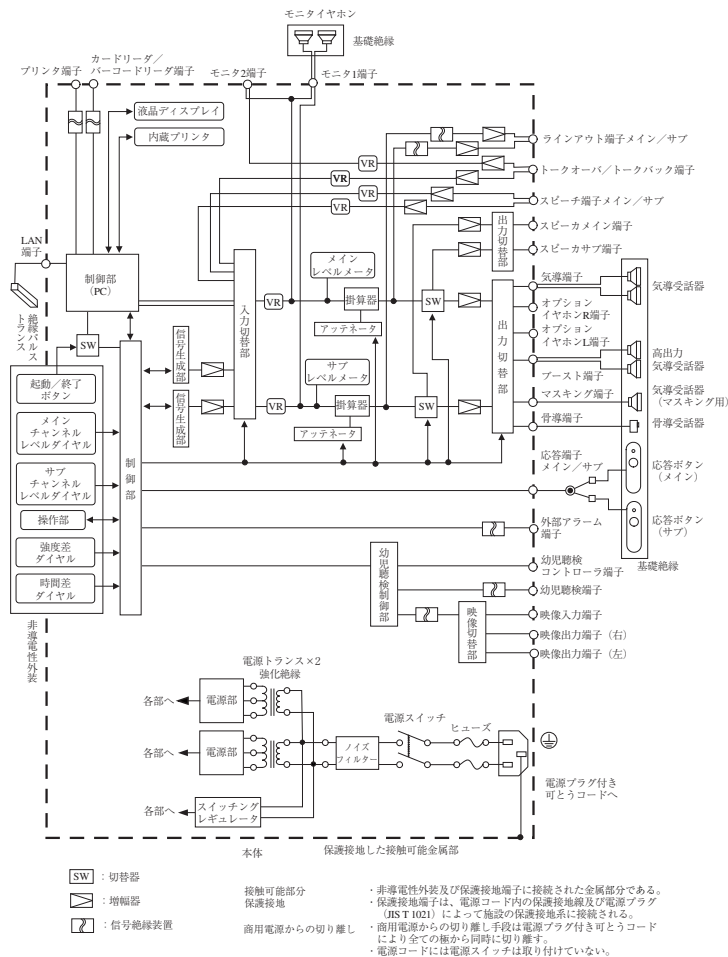 モニタイヤホン
基礎絶縁
カードリーダ／
プリンタ端子
バーコードリーダ端子
モニタ2端子
モニタ1端子
液晶ディスプレイ
内蔵プリンタ
ラインアウト端子メイン／サブ
VR
トークオーバ／トークバック端子
VR
スピーチ端子メイン／サブ
VR
LAN
端子
制御部
（PC）
絶縁パルス
トランス
入力切替部
メイン
レベルメータ
掛算器
アッテネータ
VR
SW
出力切替部
スピーカメイン端子
スピーカサブ端子
気導端子
気導受話器
オプション
イヤホンR端子
オプション
イヤホンL端子
高出力
気導受話器
ブースト端子
出力切替部
SW
信号生成部
信号生成部
サブ
レベルメータ
掛算器
アッテネータ
VR
SW
マスキング端子
気導受話器
（マスキング用）
骨導端子
骨導受話器
起動／終了
ボタン
メイン
チャンネル
レベルダイヤル
サブ
チャンネル
レベルダイヤル
操作部
強度差
ダイヤル
時間差
ダイヤル
非導電性外装
制御部
応答端子
メイン／サブ
応答ボタン
（メイン）
応答ボタン
（サブ）
基礎絶縁
外部アラーム
端子
幼児聴検制御部
幼児聴検
コントローラ端子
幼児聴検端子
映像切替部
映像入力端子
映像出力端子（右）
映像出力端子（左）
電源トランス×2
強化絶縁
各部へ
電源部
各部へ
電源部
ノイズ
フィルター
電源スイッチ
ヒューズ
電源プラグ付き
可とうコードへ
各部へ
スイッチング
レギュレータ
本体
保護接地した接触可能金属部
SW
：切替器
：増幅器
：信号絶縁装置
接触可能部分
・非導電性外装及び保護接地端子に接続された金属部分である。
保護接地
・保護接地端子は、電源コード内の保護接地線及び電源プラグ
（JIS T 1021）によって施設の保護接地系に接続される。
商用電源からの切り離し
・商用電源からの切り離し手段は電源プラグ付き可とうコード
により全ての極から同時に切り離す。
・電源コードには電源スイッチは取り付けていない。